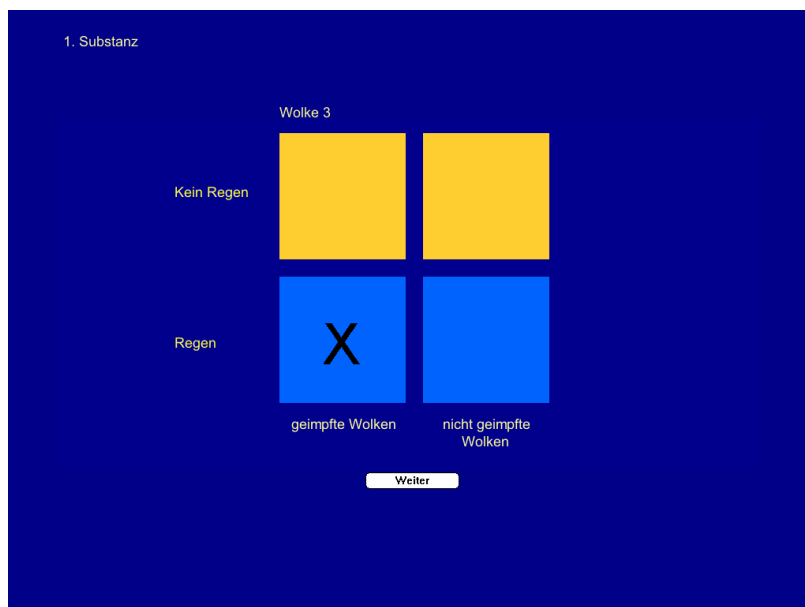 1. Substanz
Wolke 3
Kein Regen
Regen
X
geimpfte Wolken
nicht geimpfte
Wolken
Weiter